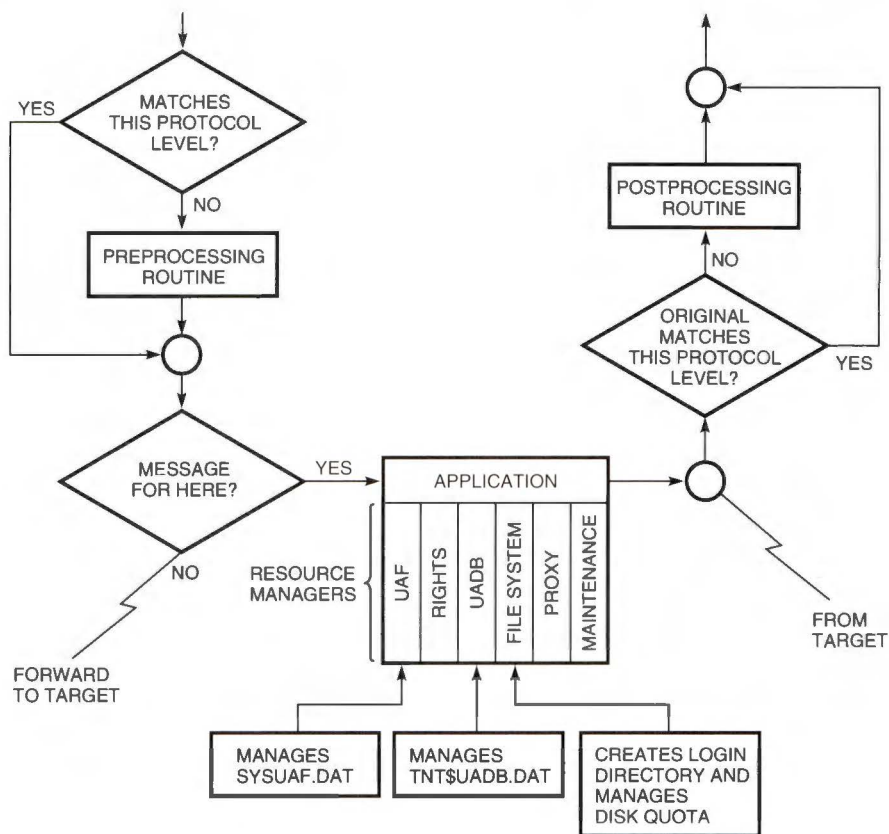 MATCHES
THIS PROTOCOL
LEVEL?
YES
NO
PREPROCESSING
ROUTINE
MESSAGE
FOR HERE?
YES
NO
FORWARD
TO TARGET
APPLICATION
RESOURCE
MANAGERS
UAF
RIGHTS
UADB
FILE SYSTEM
PROXY
MAINTENANCE
MANAGES
SYSUAF.DAT
MANAGES
TNT$UADB.DAT
CREATES LOGIN
DIRECTORY AND
MANAGES
DISK QUOTA
POSTPROCESSING
ROUTINE
NO
ORIGINAL
MATCHES
THIS PROTOCOL
LEVEL?
YES
FROM
TARGET